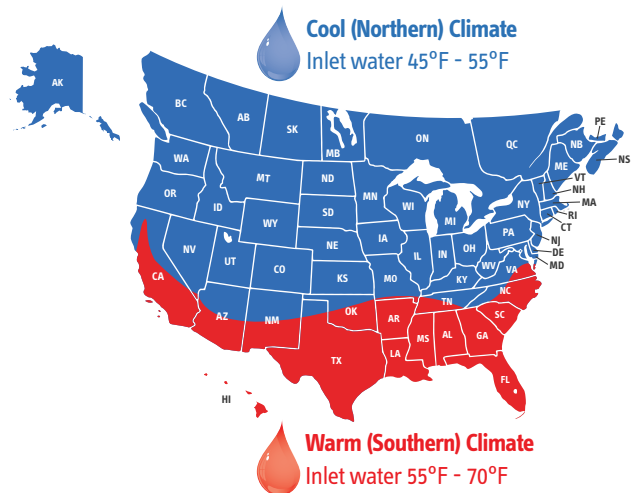 Cool (Northern) Climate
Inlet water 45°F - 55°F
AK
BC
AB
SK
MB
ON
QC
PE
NB
NS
ME
WA
MT
ND
MN
VT
NH
OR
ID
SD
WI
MI
NY
MA
RI
WY
CT
NV
NE
IA
PA
NJ
UT
CO
IL
IN
OH
DE
MD
CA
KS
MO
WV
VA
KY
AZ
NM
OK
TN
NC
AR
SC
MS
AL
GA
TX
LA
FL
HI
Warm (Southern) Climate
Inlet water 55°F - 70°F